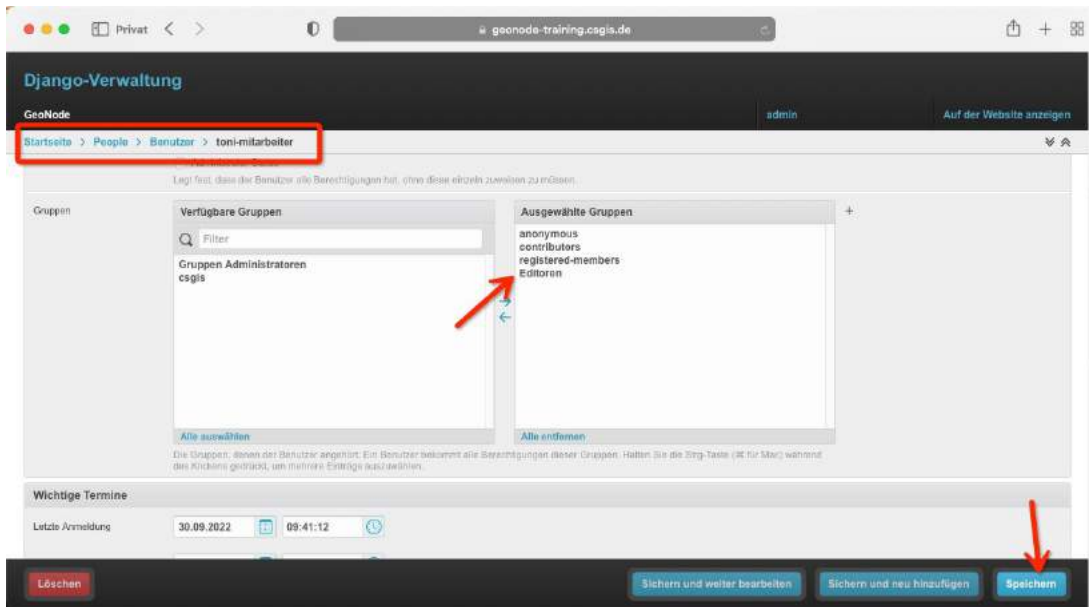 Privat
geonode-training.csgis.de
Django-Verwaltung
GeoNode
admin
Auf der Website anzeigen
Startseite > People > Benutzer > toni-mitarbeiter
Legt fest, dass der Benutzer alle Berechtigungen hat, ohne diese einzeln zuweisen zu müssen.
Gruppen
Verfügbare Gruppen
Filter
Gruppen Administratoren
csgis
Alle auswählen
Ausgewählte Gruppen
anonymous
contributors
registered-members
Editoren
Alle entfernen
Die Gruppen, denen der Benutzer angehört. Ein Benutzer bekommt alle Berechtigungen dieser Gruppen. Halten Sie die Strg-Taste (⌘ für Mac) während
des Klickens gedrückt, um mehrere Einträge auszuwählen.
Wichtige Termine
Letzte Anmeldung
30.09.2022
09:41:12
Löschen
Sichern und weiter bearbeiten
Sichern und neu hinzufügen
Speichern